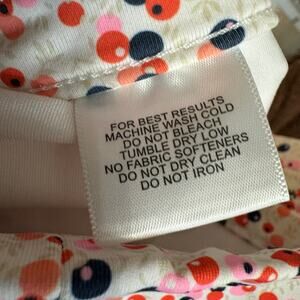 FOR BEST RESULTS
MACHINE WASH COLD
DO NOT BLEACH
TUMBLE DRY LOW
NO FABRIC SOFTENERS
DO NOT DRY CLEAN
DO NOT IRON